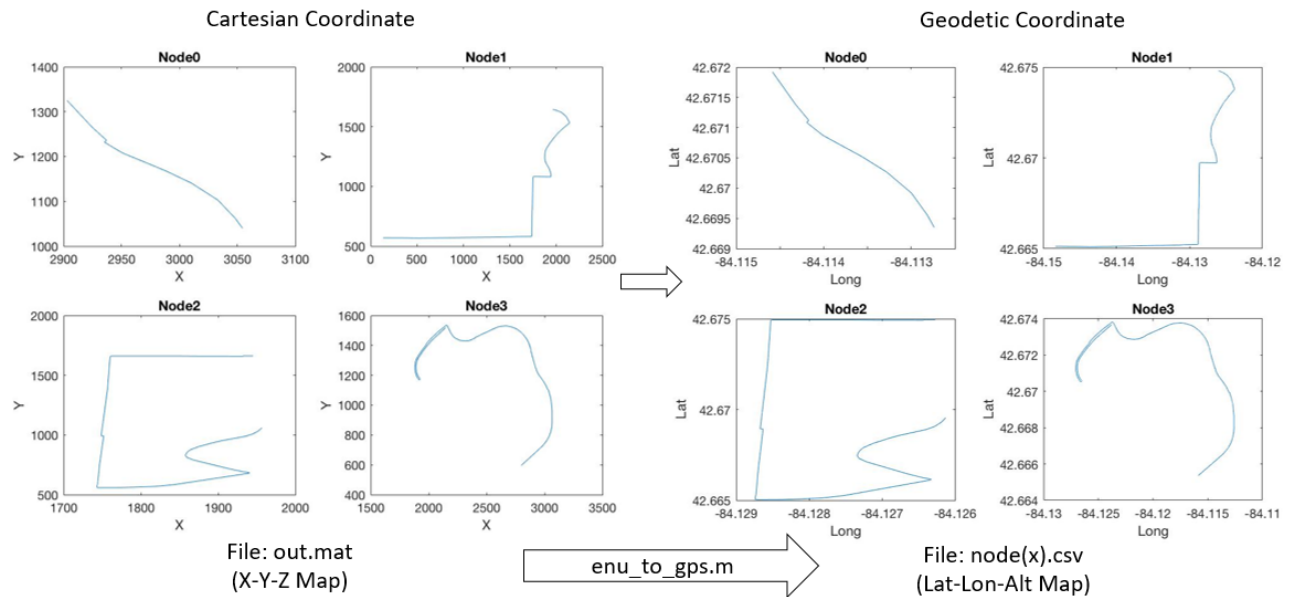 Cartesian Coordinate
Geodetic Coordinate
Node0
1400
1300
1200
1100
1000
Y
2900 2950 3000 3050 3100
X
Node1
2000
1500
1000
500
Y
0 500 1000 1500 2000 2500
X
Node2
2000
1500
1000
500
Y
1700 1800 1900 2000
X
Node3
1600
1400
1200
1000
800
600
400
Y
1500 2000 2500 3000 3500
X
File: out.mat
(X-Y-Z Map)
enu_to_gps.m
Node0
42.672
42.6715
42.671
42.6705
42.67
42.6695
42.669
Lat
-84.115 -84.114 -84.113
Long
Node1
42.675
42.67
42.665
Lat
-84.15 -84.14 -84.13 -84.12
Long
Node2
42.675
42.67
42.665
Lat
-84.129 -84.128 -84.127 -84.126
Long
Node3
42.674
42.672
42.67
42.668
42.666
42.664
Lat
-84.13 -84.125 -84.12 -84.115 -84.11
Long
File: node(x).csv
(Lat-Lon-Alt Map)